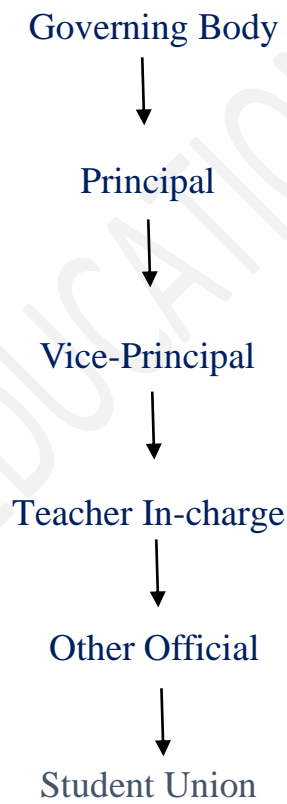 Governing Body
Principal
Vice-Principal
Teacher In-charge
Other Official
Student Union